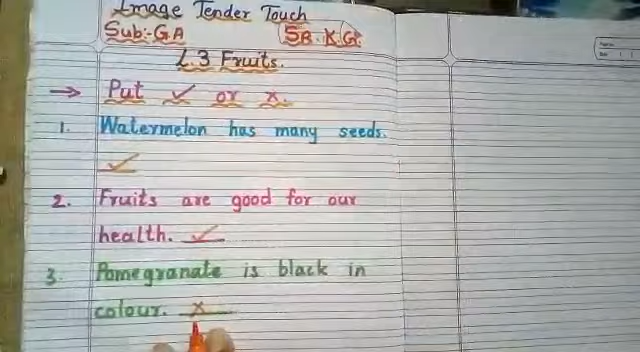 Image Tender Touch
Sub:- GA SR. K.G.
L.3 Fruits.
→ Put ✓ or x.
1. Watermelon has many seeds.
✓
2. Fruits are good for our
health. ✓
3. Pomegranate is black in
colour. x